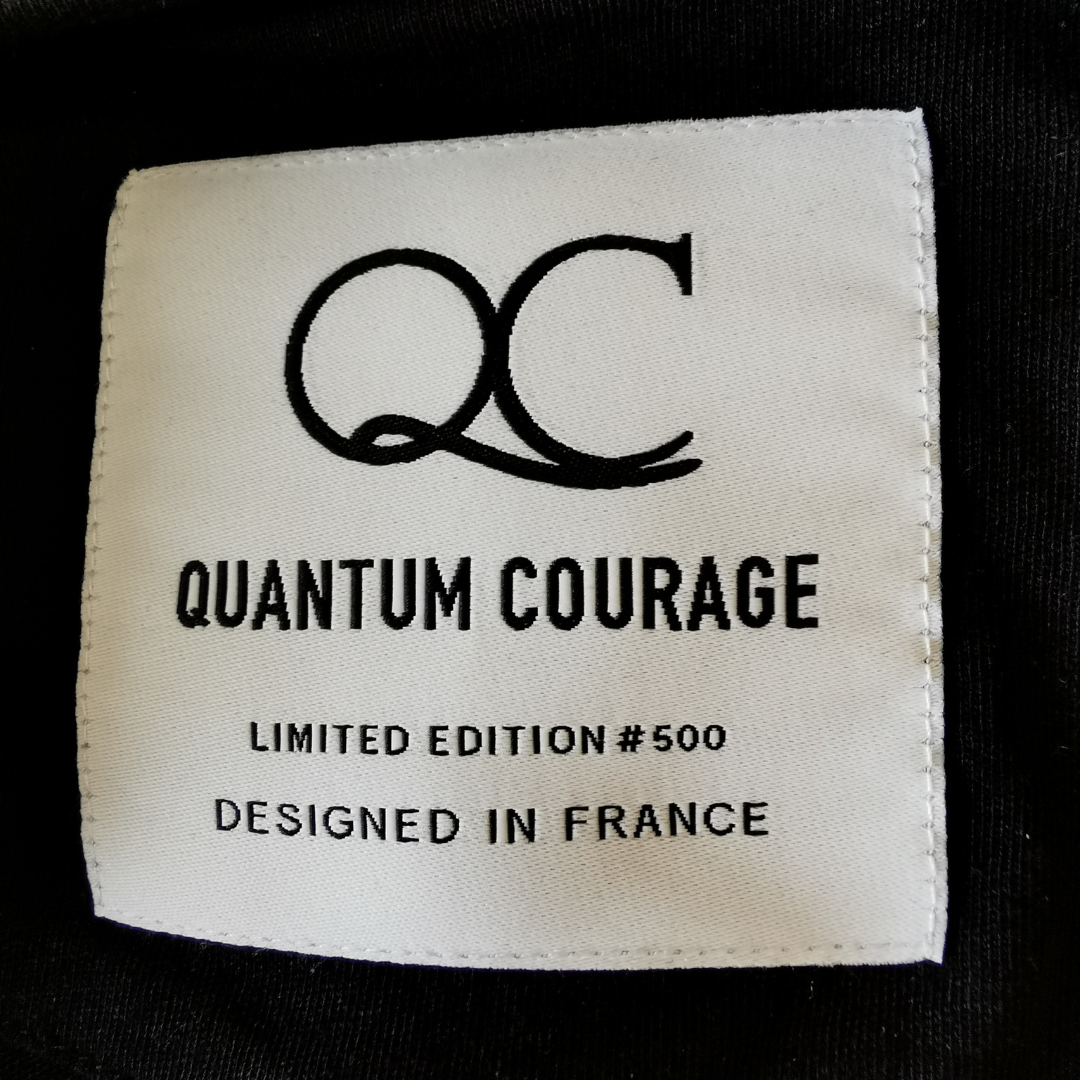 QC
QUANTUM COURAGE
LIMITED EDITION #500
DESIGNED IN FRANCE